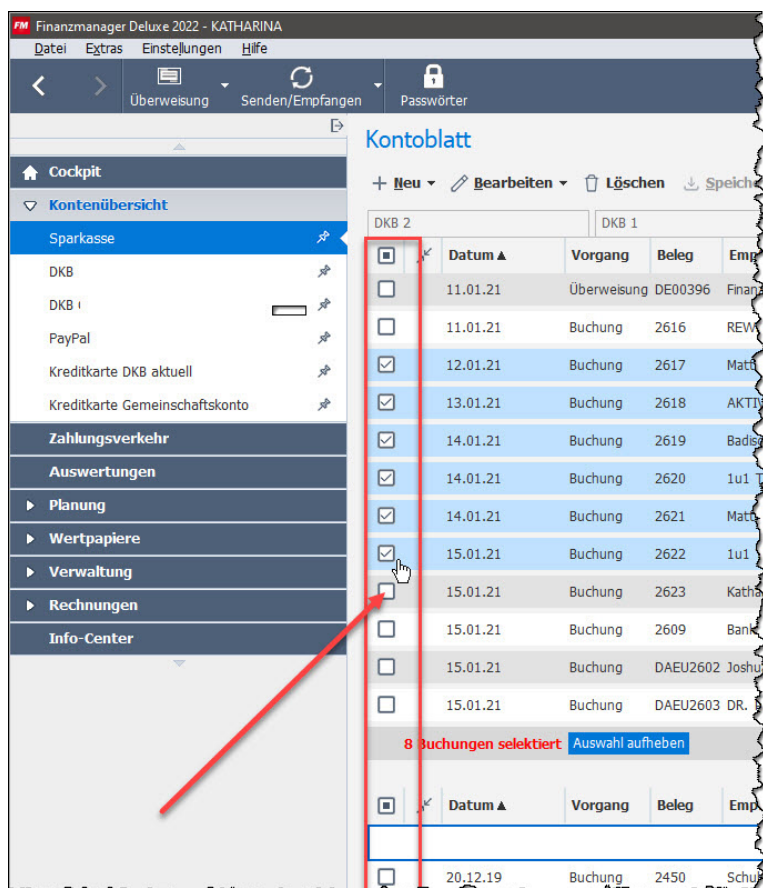 FM Finanzmanager Deluxe 2022 - KATHARINA
Datei Extras Einstellungen Hilfe
Überweisung Senden/Empfangen Passwörter
Kontoblatt
Cockpit
Neu Bearbeiten Löschen
Kontenübersicht
DKB 2 DKB 1
Sparkasse
Datum Vorgang Beleg Emp
DKB
11.01.21 Überweisung DE00396 Finan
DKB
11.01.21 Buchung 2616 REW
PayPal
12.01.21 Buchung 2617
Kreditkarte DKB aktuell
13.01.21 Buchung 2618
Kreditkarte Gemeinschaftskonto
Zahlungsverkehr
14.01.21 Buchung 2619
Auswertungen
14.01.21 Buchung 2620 1u1
Planung
14.01.21 Buchung 2621
Wertpapiere
15.01.21 Buchung 2622 1u1
Verwaltung
15.01.21 Buchung 2623 Katha
Rechnungen
15.01.21 Buchung 2609 Bank
Info-Center
15.01.21 Buchung DAEU2602 Joshu
15.01.21 Buchung DAEU2603 DR.
8 Buchungen selektiert Auswahl aufheben
Datum Vorgang Beleg Emp
20.12.19 Buchung 2450 Schu